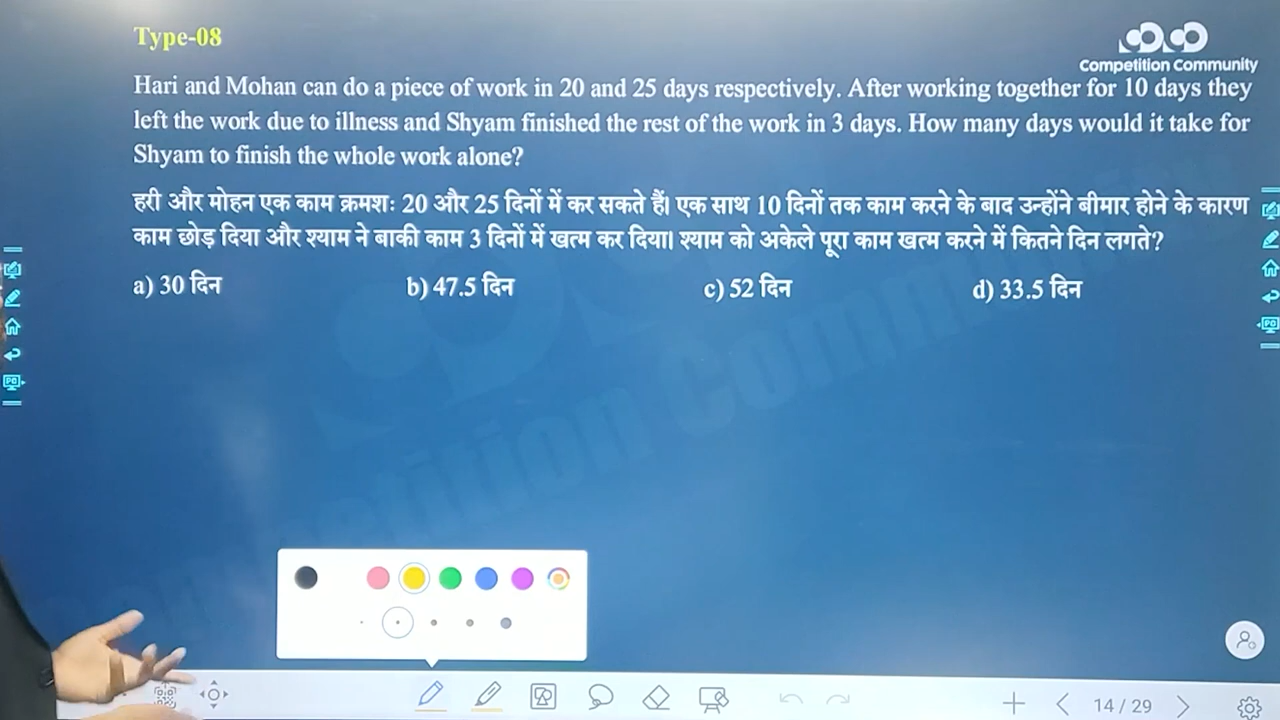 Type-08
Competition Community
Hari and Mohan can do a piece of work in 20 and 25 days respectively. After working together for 10 days they
left the work due to illness and Shyam finished the rest of the work in 3 days. How many days would it take for
Shyam to finish the whole work alone?
हरी और मोहन एक काम क्रमशः 20 और 25 दिनों में कर सकते हैं। एक साथ 10 दिनों तक काम करने के बाद उन्होंने बीमार होने के कारण
काम छोड़ दिया और श्याम ने बाकी काम 3 दिनों में खत्म कर दिया। श्याम को अकेले पूरा काम खत्म करने में कितने दिन लगते?
a) 30 दिन b) 47.5 दिन c) 52 दिन d) 33.5 दिन
14 / 29